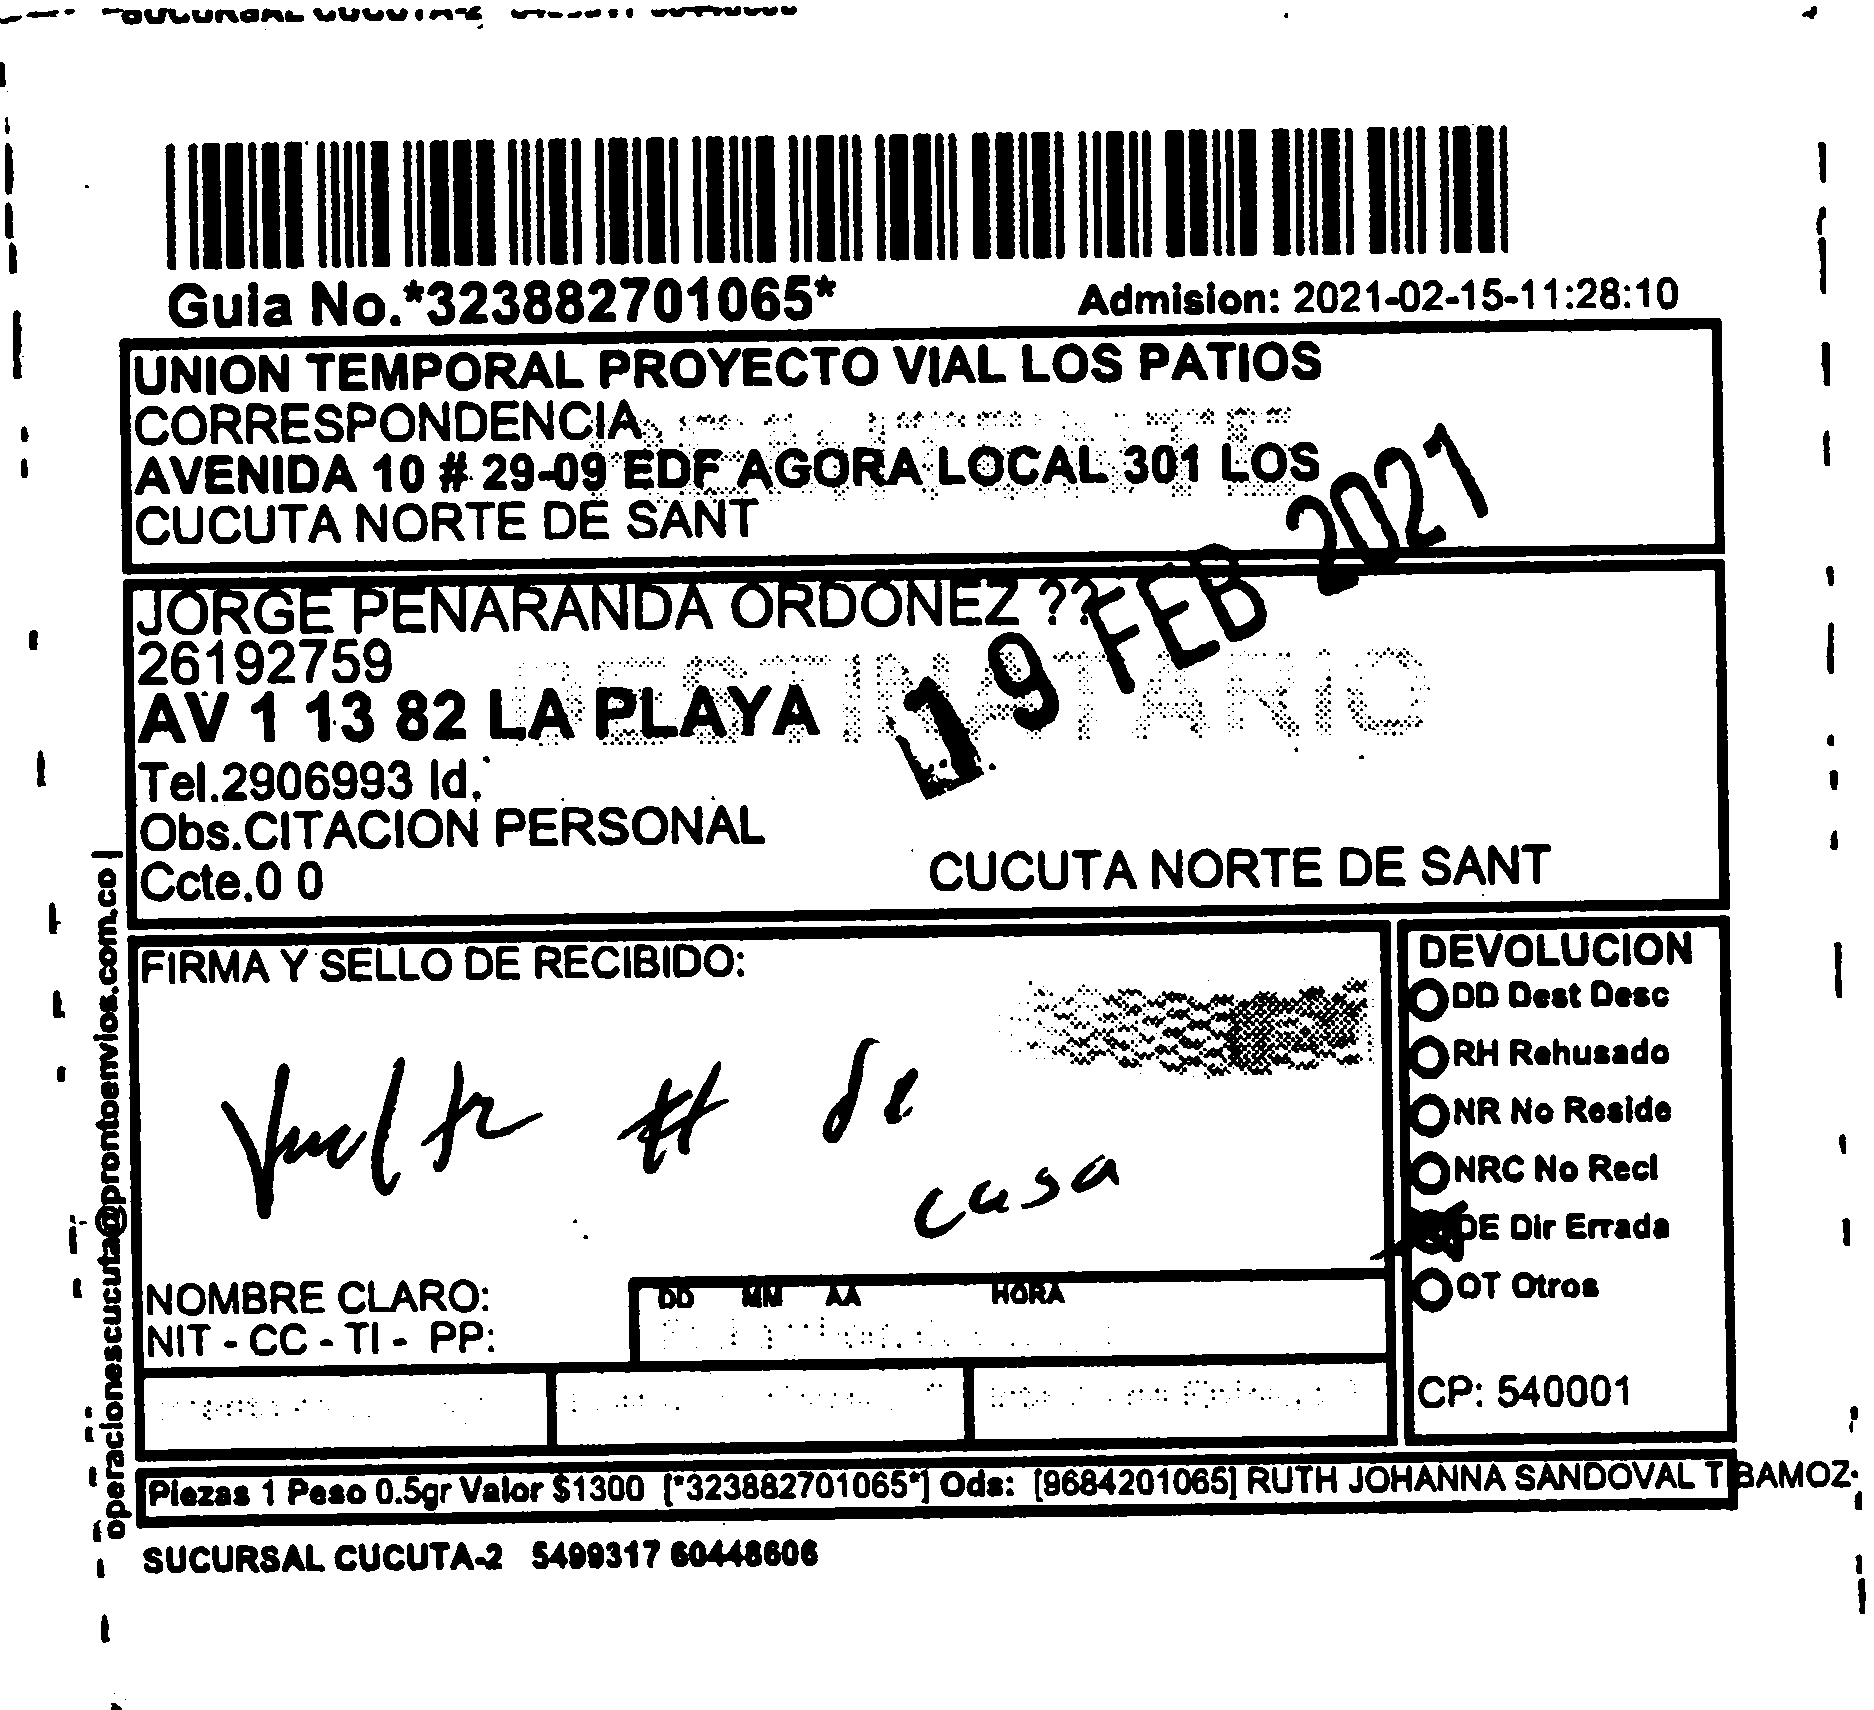 Guia No.*323882701065*
Admision: 2021-02-15-11:28:10
UNION TEMPORAL PROYECTO VIAL LOS PATIOS
CORRESPONDENCIA
AVENIDA 10 # 29-09 EDF AGORA LOCAL 301 LOS
CUCUTA NORTE DE SANT
REMITENTE
JORGE PENARANDA ORDONEZ ??
26192759
AV 1 13 82 LA PLAYA
DESTINATARIO
19 FEB 2021
Tel.2906993 Id.
Obs.CITACION PERSONAL
Ccte.0 0
CUCUTA NORTE DE SANT
FIRMA Y SELLO DE RECIBIDO:
# de
casa
NOMBRE CLARO:
NIT - CC - TI - PP:
DD MM AA HORA
DEVOLUCION
DD Dest Desc
RH Rehusado
NR No Reside
NRC No Recl
DE Dir Errada
OT Otros
CP: 540001
Piezas 1 Peso 0.5gr Valor $1300 [*323882701065*] Ods: [9684201065] RUTH JOHANNA SANDOVAL TIBAMOZ
SUCURSAL CUCUTA-2 5499317 60448606
operacionescucuta@prontoenvios.com.co |